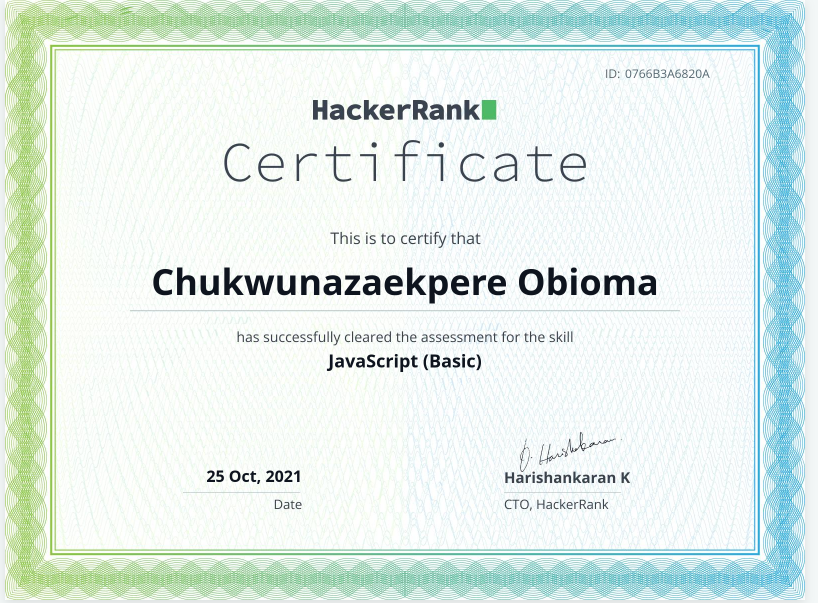 ID: 0766B3A6820A
HackerRank
Certificate
This is to certify that
Chukwunazaekpere Obioma
has successfully cleared the assessment for the skill
JavaScript (Basic)
25 Oct, 2021
Date
Harishankaran K
CTO, HackerRank